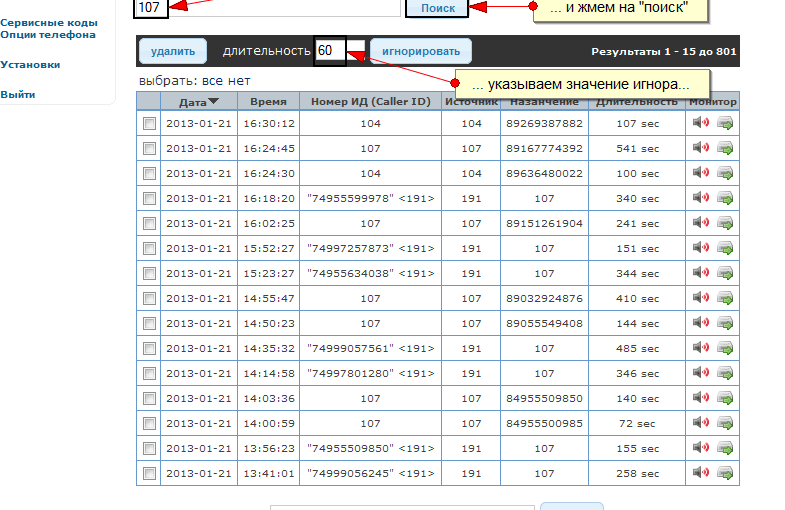 107
Поиск
... и жмем на "поиск"
Сервисные коды
Опции телефона
Установки
Выйти
удалить
длительность
60
игнорировать
Результаты 1 - 15 до 801
... указываем значение игнора...
выбрать: все нет
Дата Время Номер ИД (Caller ID) Источник Назанчение Длительность Монитор
2013-01-21 16:30:12 104 104 89269387882 107 sec
2013-01-21 16:24:45 107 107 89167774392 541 sec
2013-01-21 16:24:30 104 104 89636480022 100 sec
2013-01-21 16:18:20 "74955599978" <191> 191 107 340 sec
2013-01-21 16:02:25 107 107 89151261904 241 sec
2013-01-21 15:52:27 "74997257873" <191> 191 107 151 sec
2013-01-21 15:23:27 "74955634038" <191> 191 107 344 sec
2013-01-21 14:55:47 107 107 89032924876 410 sec
2013-01-21 14:50:23 107 107 89055549408 144 sec
2013-01-21 14:35:32 "74999057561" <191> 191 107 485 sec
2013-01-21 14:14:58 "74997801280" <191> 191 107 346 sec
2013-01-21 14:03:36 107 107 84955509850 140 sec
2013-01-21 14:00:59 107 107 84955500985 72 sec
2013-01-21 13:56:23 "74955509850" <191> 191 107 155 sec
2013-01-21 13:41:01 "74999056245" <191> 191 107 258 sec